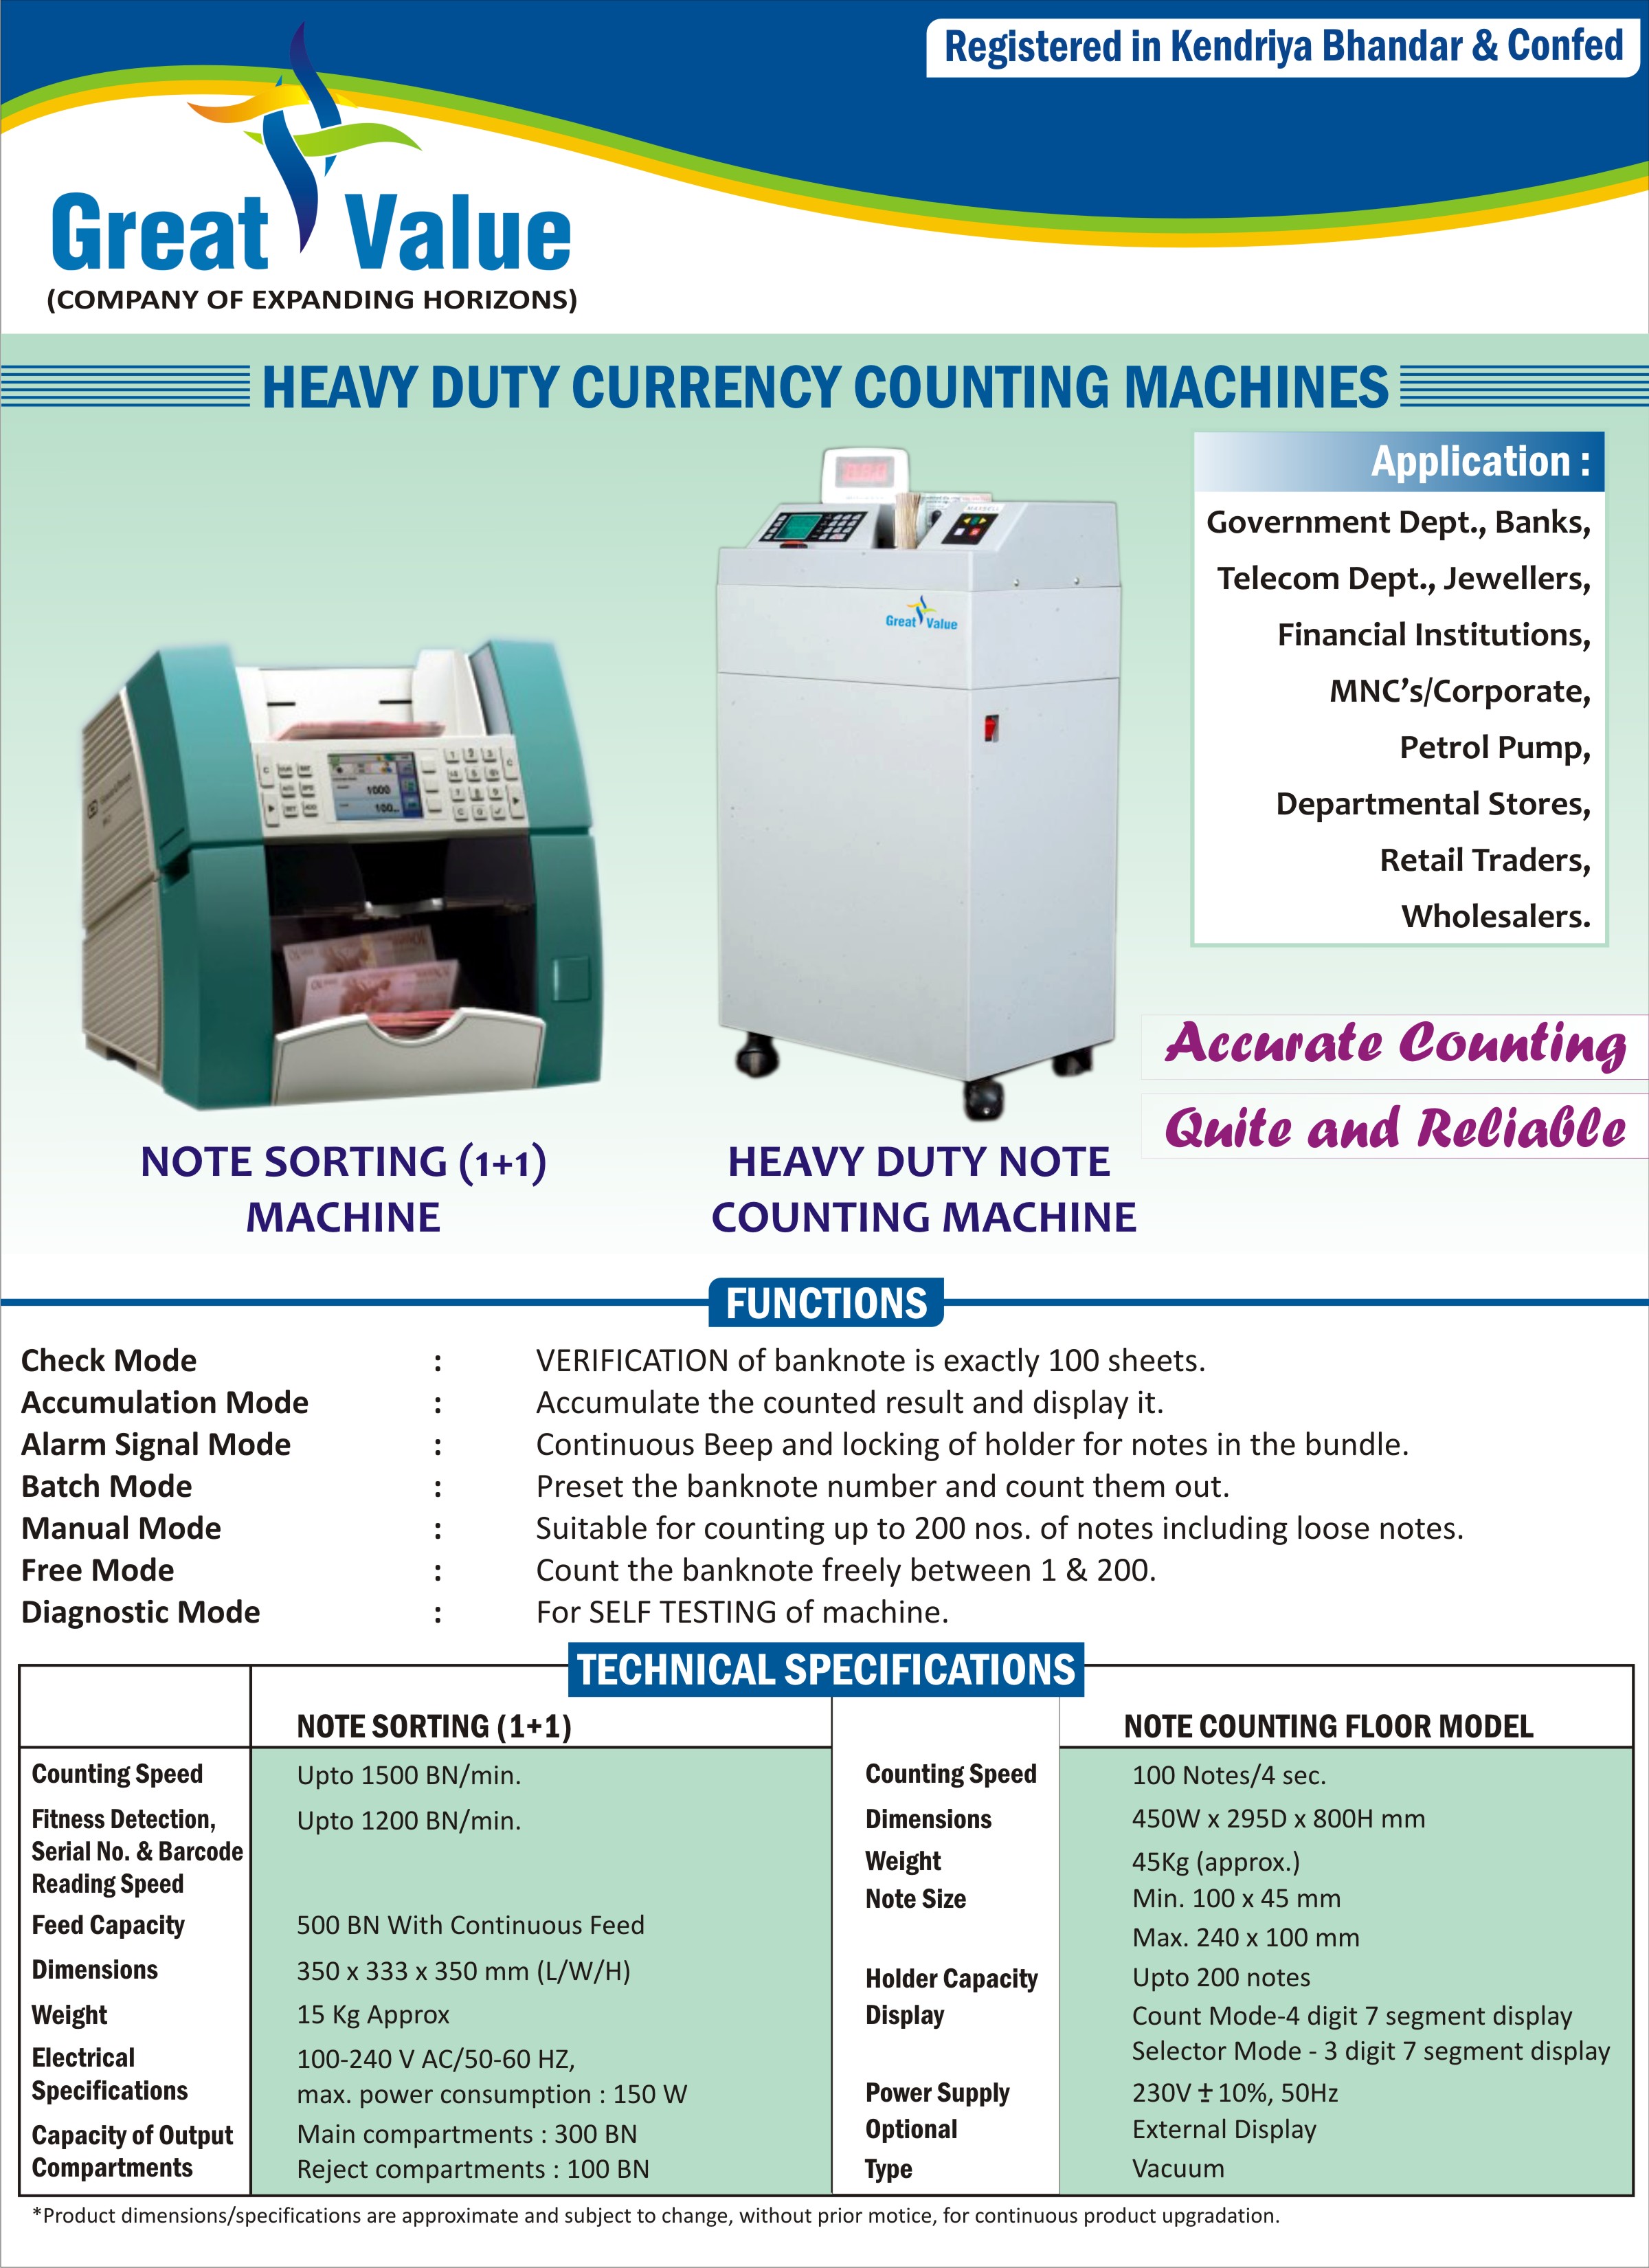 Registered in Kendriya Bhandar & Confed
Great Value
(COMPANY OF EXPANDING HORIZONS)
HEAVY DUTY CURRENCY COUNTING MACHINES
Application :
Government Dept., Banks,
Telecom Dept., Jewellers,
Financial Institutions,
MNC's/Corporate,
Petrol Pump,
Departmental Stores,
Retail Traders,
Wholesalers.
Great Value
1000
100
Accurate Counting
Quite and Reliable
NOTE SORTING (1+1)
MACHINE
HEAVY DUTY NOTE
COUNTING MACHINE
FUNCTIONS
Check Mode : VERIFICATION of banknote is exactly 100 sheets.
Accumulation Mode : Accumulate the counted result and display it.
Alarm Signal Mode : Continuous Beep and locking of holder for notes in the bundle.
Batch Mode : Preset the banknote number and count them out.
Manual Mode : Suitable for counting up to 200 nos. of notes including loose notes.
Free Mode : Count the banknote freely between 1 & 200.
Diagnostic Mode : For SELF TESTING of machine.
TECHNICAL SPECIFICATIONS
NOTE SORTING (1+1)
Counting Speed Upto 1500 BN/min.
Fitness Detection, Upto 1200 BN/min.
Serial No. & Barcode
Reading Speed
Feed Capacity 500 BN With Continuous Feed
Dimensions 350 x 333 x 350 mm (L/W/H)
Weight 15 Kg Approx
Electrical 100-240 V AC/50-60 HZ,
Specifications max. power consumption : 150 W
Capacity of Output Main compartments : 300 BN
Compartments Reject compartments : 100 BN
NOTE COUNTING FLOOR MODEL
Counting Speed 100 Notes/4 sec.
Dimensions 450W x 295D x 800H mm
Weight 45Kg (approx.)
Note Size Min. 100 x 45 mm
Max. 240 x 100 mm
Holder Capacity Upto 200 notes
Display Count Mode-4 digit 7 segment display
Selector Mode - 3 digit 7 segment display
Power Supply 230V ± 10%, 50Hz
Optional External Display
Type Vacuum
*Product dimensions/specifications are approximate and subject to change, without prior motice, for continuous product upgradation.